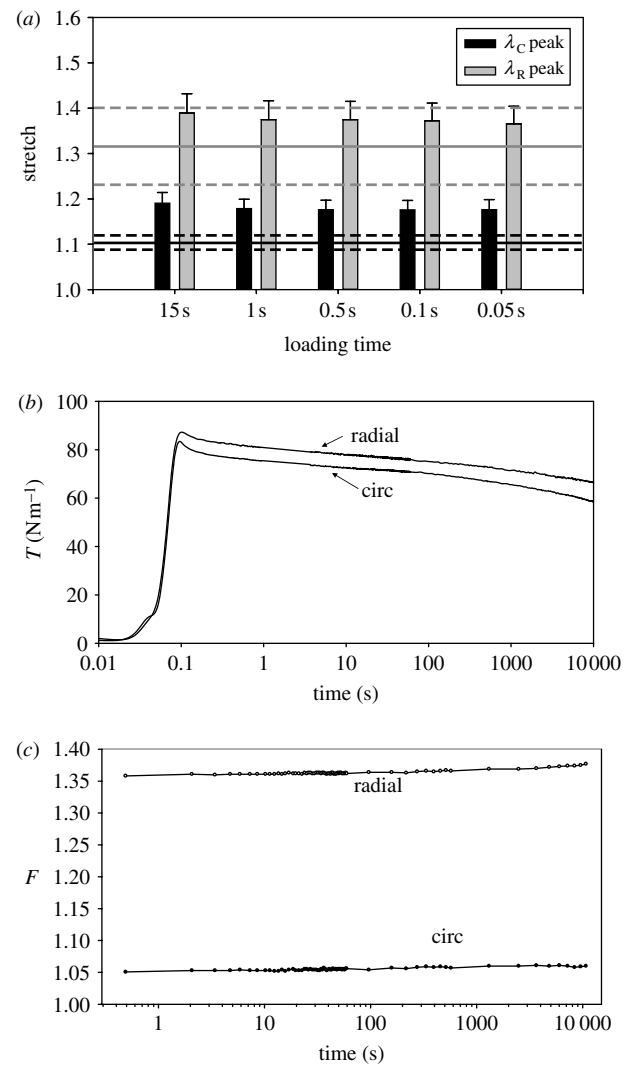 (a)
1.6
1.5
1.4
1.3
1.2
1.1
1.0
stretch
λC peak
λR peak
15 s 1 s 0.5 s 0.1 s 0.05 s
loading time
(b)
100
80
60
40
20
0
T (N m−1)
radial
circ
0.01 0.1 1 10 100 1000 10 000
time (s)
(c)
1.40
1.35
1.30
1.25
1.20
1.15
1.10
1.05
1.00
F
radial
circ
1 10 100 1000 10 000
time (s)